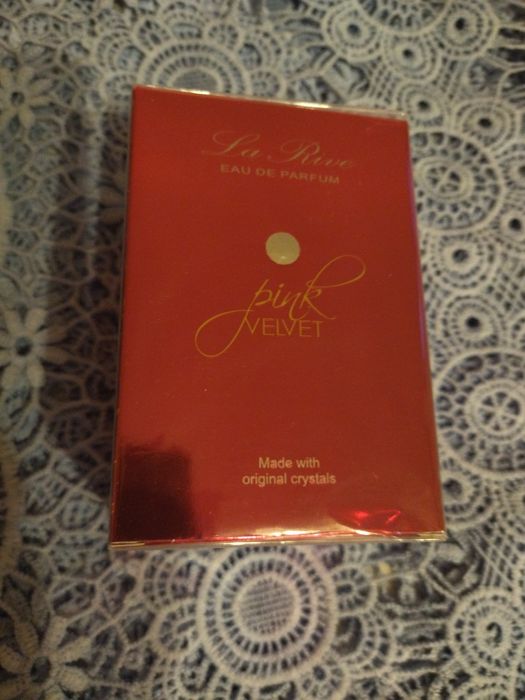 La Rive
EAU DE PARFUM
pink
VELVET
Made with
original crystals